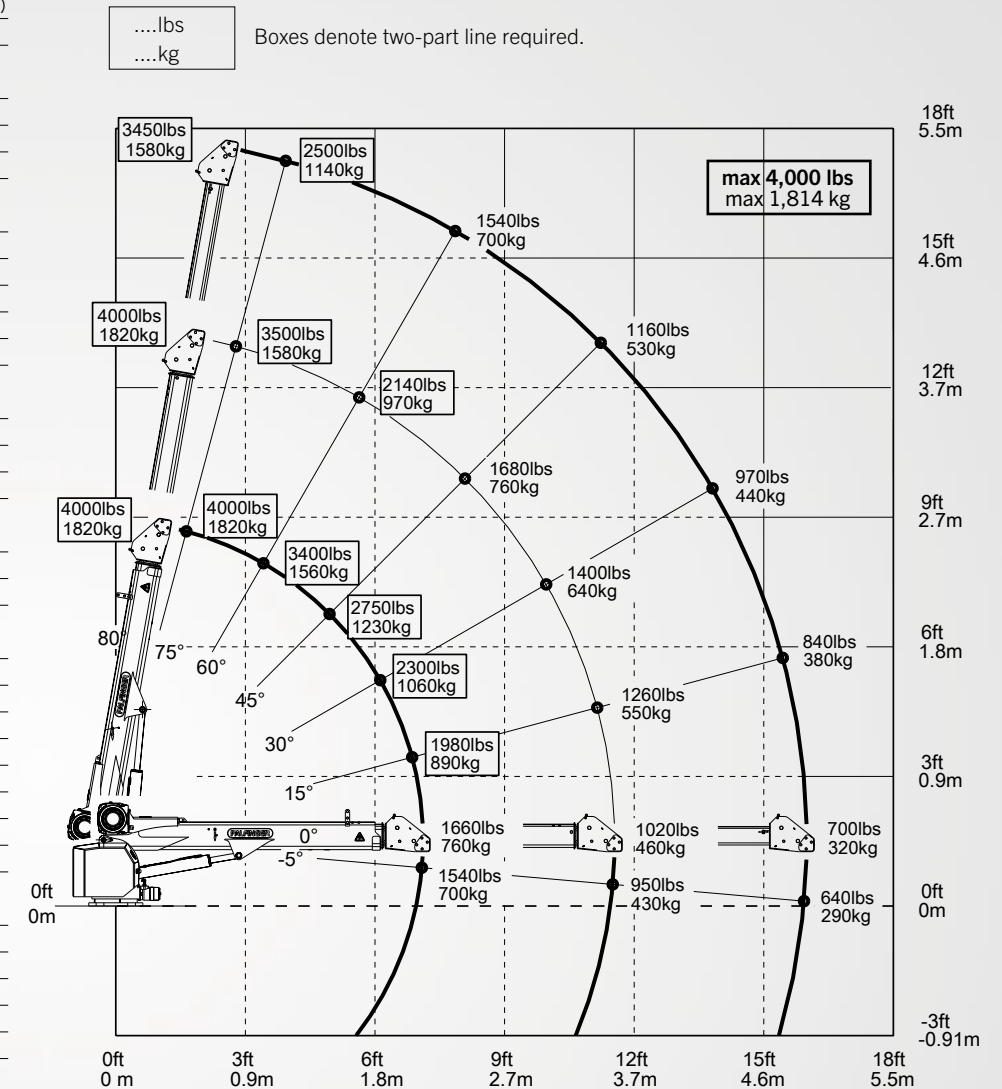 )
....lbs
....kg
Boxes denote two-part line required.
18ft
5.5m
3450lbs
1580kg
2500lbs
1140kg
max 4,000 lbs
max 1,814 kg
1540lbs
700kg
15ft
4.6m
4000lbs
1820kg
3500lbs
1580kg
1160lbs
530kg
12ft
3.7m
2140lbs
970kg
1680lbs
760kg
970lbs
440kg
9ft
2.7m
4000lbs
1820kg
4000lbs
1820kg
3400lbs
1560kg
1400lbs
640kg
2750lbs
1230kg
80°
75°
60°
6ft
1.8m
840lbs
380kg
2300lbs
1060kg
45°
PALFINGER
1260lbs
550kg
30°
1980lbs
890kg
3ft
0.9m
15°
PALFINGER
0°
1660lbs
760kg
1020lbs
460kg
700lbs
320kg
-5°
1540lbs
700kg
950lbs
430kg
640lbs
290kg
0ft
0m
0ft
0m
-3ft
-0.91m
0ft
0 m
3ft
0.9m
6ft
1.8m
9ft
2.7m
12ft
3.7m
15ft
4.6m
18ft
5.5m